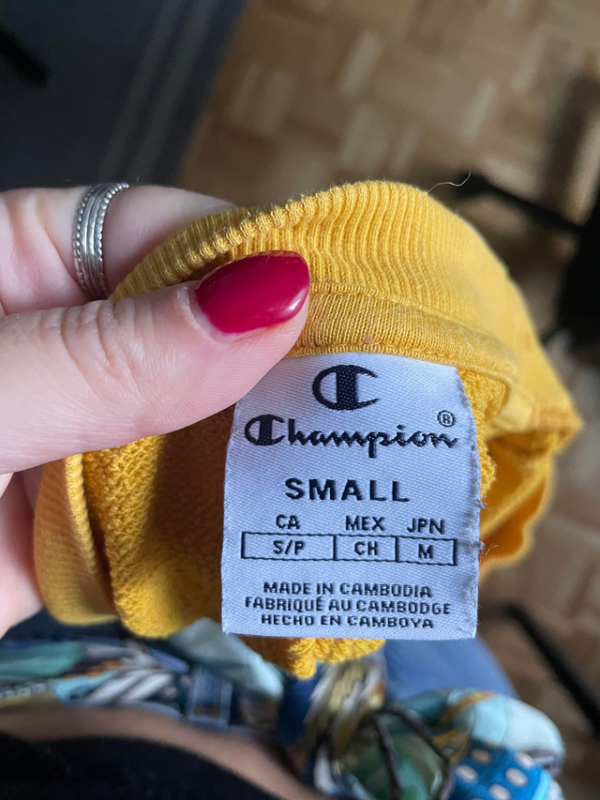 Champion®
SMALL
CA MEX JPN
S/P CH M
MADE IN CAMBODIA
FABRIQUÉ AU CAMBODGE
HECHO EN CAMBOYA